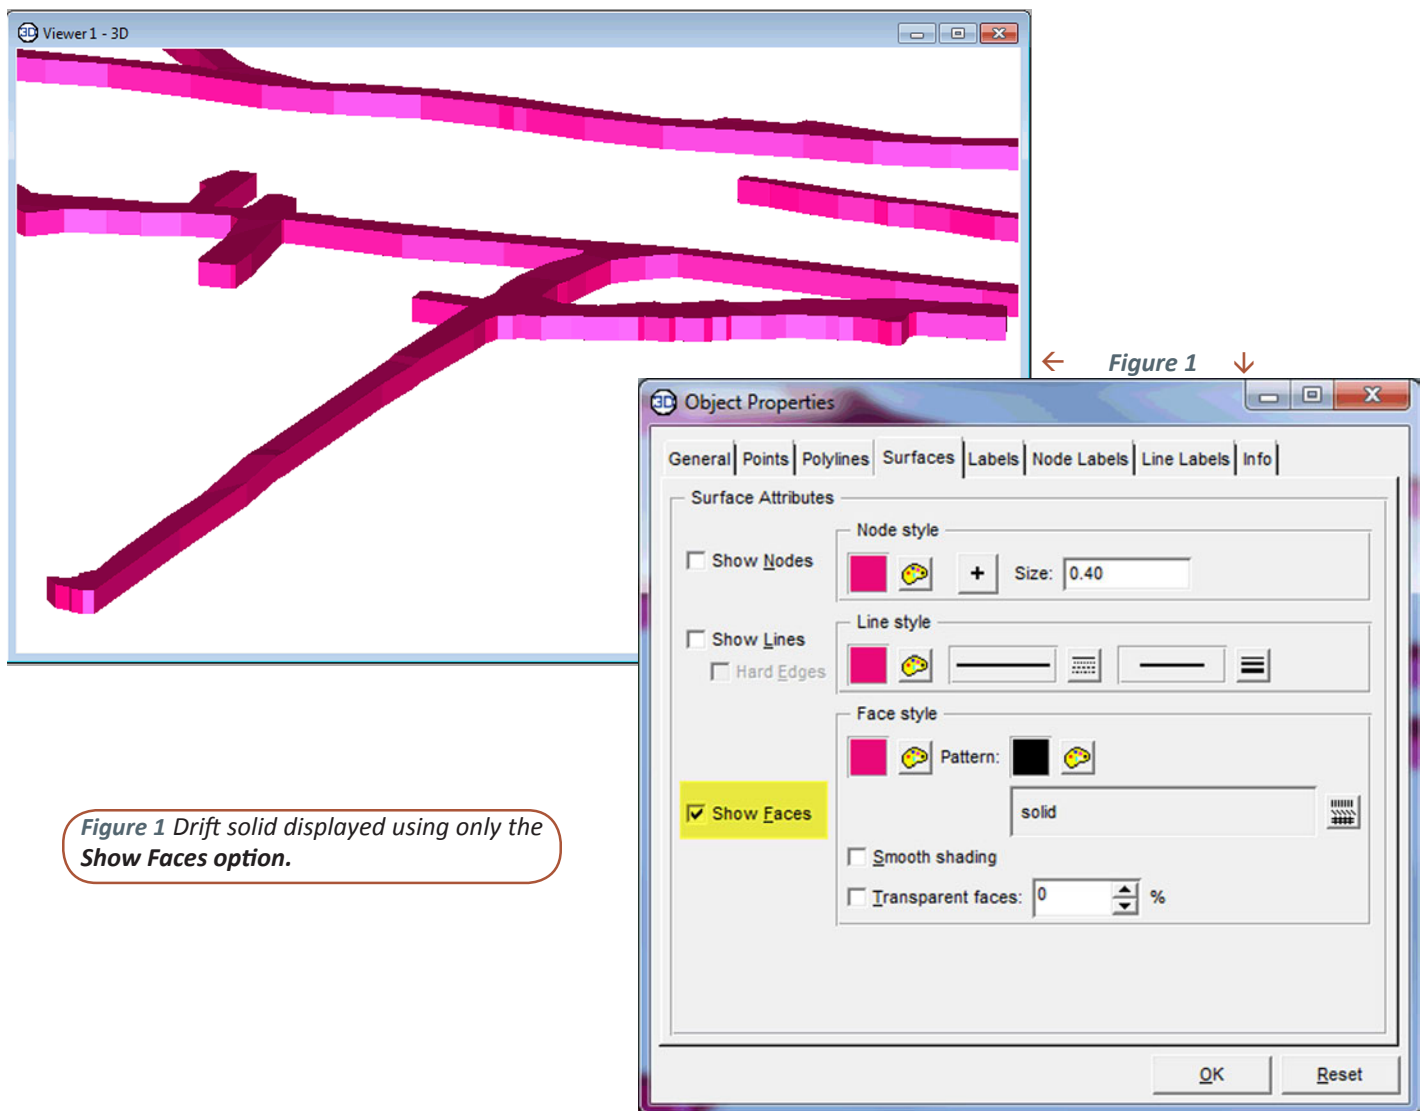 3D Viewer 1 - 3D
← Figure 1 ↓
3D Object Properties
General Points Polylines Surfaces Labels Node Labels Line Labels Info
Surface Attributes
Node style
Show Nodes
+ Size: 0.40
Line style
Show Lines
Hard Edges
Face style
Pattern:
Show Faces
solid
Smooth shading
Transparent faces: 0 %
OK Reset
Figure 1 Drift solid displayed using only the
Show Faces option.